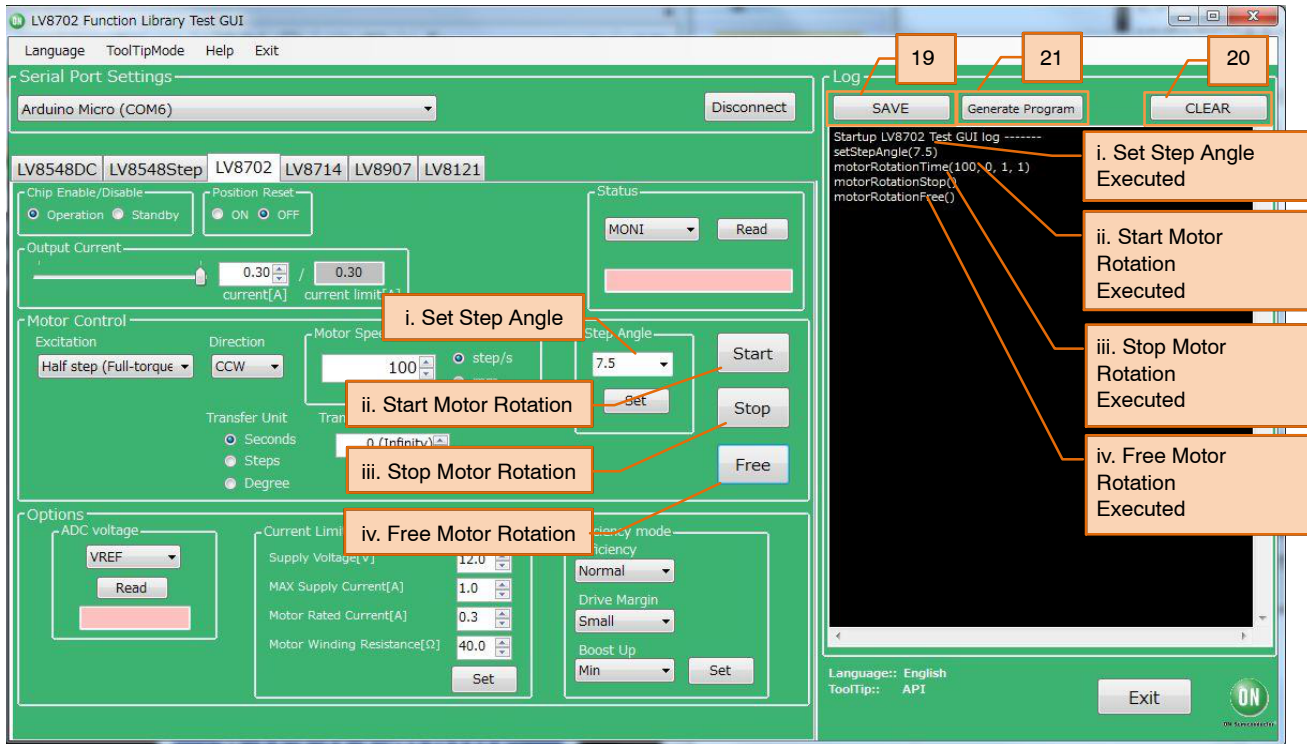 LV8702 Function Library Test GUI
Language ToolTipMode Help Exit
19
21
20
Serial Port Settings
Log
Arduino Micro (COM6)
Disconnect
SAVE
Generate Program
CLEAR
Startup LV8702 Test GUI log -------
setStepAngle(7.5)
motorRotationTime(100, 0, 1, 1)
motorRotationStop()
motorRotationFree()
i. Set Step Angle
Executed
ii. Start Motor
Rotation
Executed
iii. Stop Motor
Rotation
Executed
iv. Free Motor
Rotation
Executed
LV8548DC LV8548Step LV8702 LV8714 LV8907 LV8121
Chip Enable/Disable
Operation Standby
Position Reset
ON OFF
Status
MONI
Read
Output Current
0.30 / 0.30
current[A] current limit
Motor Control
Excitation
Half step (Full-torque
Direction
CCW
Motor
100
step/s
i. Set Step Angle
Step Angle
7.5
Set
Start
Stop
Free
ii. Start Motor Rotation
iii. Stop Motor Rotation
iv. Free Motor Rotation
Transfer Unit
Seconds
Steps
Degree
0 (Infinity)
Options
ADC voltage
VREF
Read
Current
Supply Voltage[V]
12.0
MAX Supply Current[A]
1.0
Motor Rated Current[A]
0.3
Motor Winding Resistance[Ω]
40.0
Set
mode
Normal
Drive Margin
Small
Boost Up
Min
Set
Language:: English
ToolTip:: API
Exit
ON
ON Semiconductor